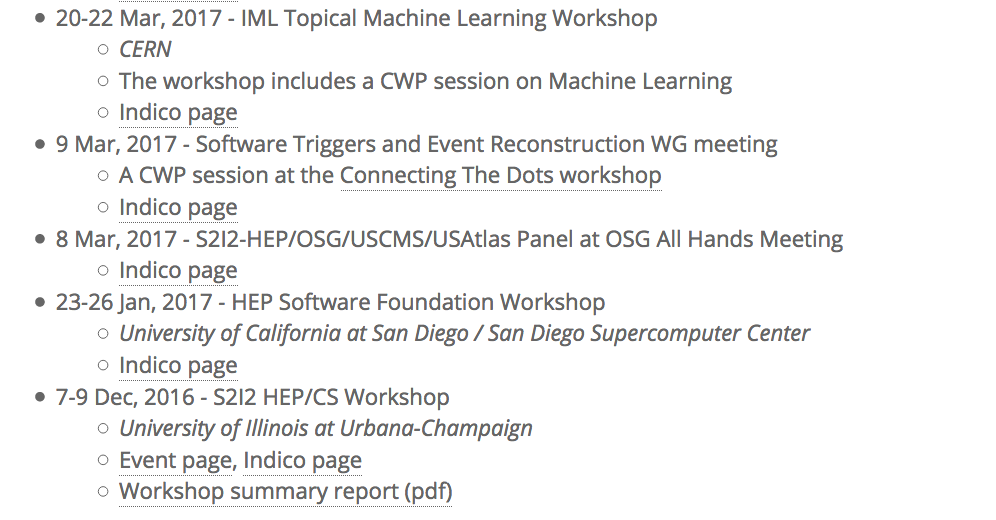 20-22 Mar, 2017 - IML Topical Machine Learning Workshop
CERN
The workshop includes a CWP session on Machine Learning
Indico page
9 Mar, 2017 - Software Triggers and Event Reconstruction WG meeting
A CWP session at the Connecting The Dots workshop
Indico page
8 Mar, 2017 - S2I2-HEP/OSG/USCMS/USAtlas Panel at OSG All Hands Meeting
Indico page
23-26 Jan, 2017 - HEP Software Foundation Workshop
University of California at San Diego / San Diego Supercomputer Center
Indico page
7-9 Dec, 2016 - S2I2 HEP/CS Workshop
University of Illinois at Urbana-Champaign
Event page, Indico page
Workshop summary report (pdf)